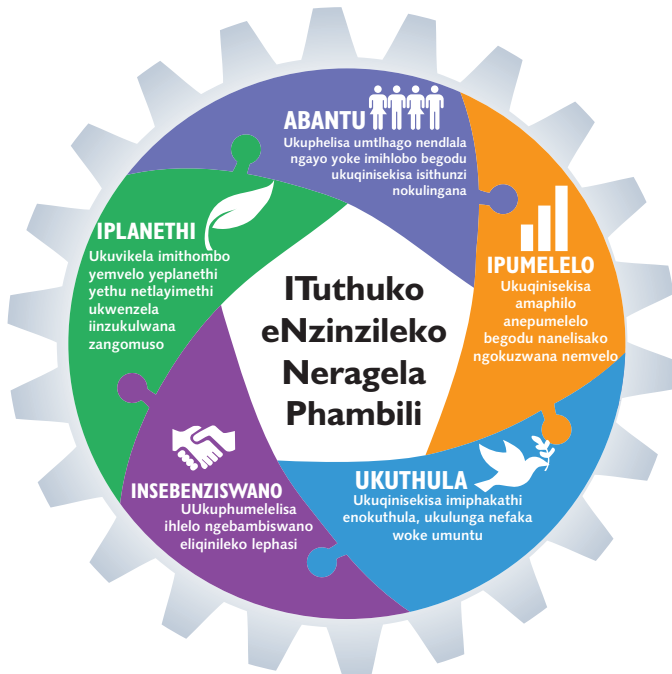 ABANTU
Ukuphelisa umtlhago nendlala
ngayo yoke imihlobo begodu
ukuqinisekisa isithunzi
nokulingana
IPUMELELO
Ukuqinisekisa
amaphilo
anepumelelo
begodu nanelisako
ngokuzwana nemvelo
UKUTHULA
Ukuqinisekisa imiphakathi
enokuthula, ukulunga nefaka
woke umuntu
INSEBENZISWANO
UUkuphumelelisa
ihlelo ngebambiswano
eliqinileko lephasi
IPLANETHI
Ukuvikela imithombo
yemvelo yeplanethi
yethu netlayimethi
ukwenzela
iinzukulwana
zangomuso
ITuthuko
eNzinzileko
Neragela
Phambili